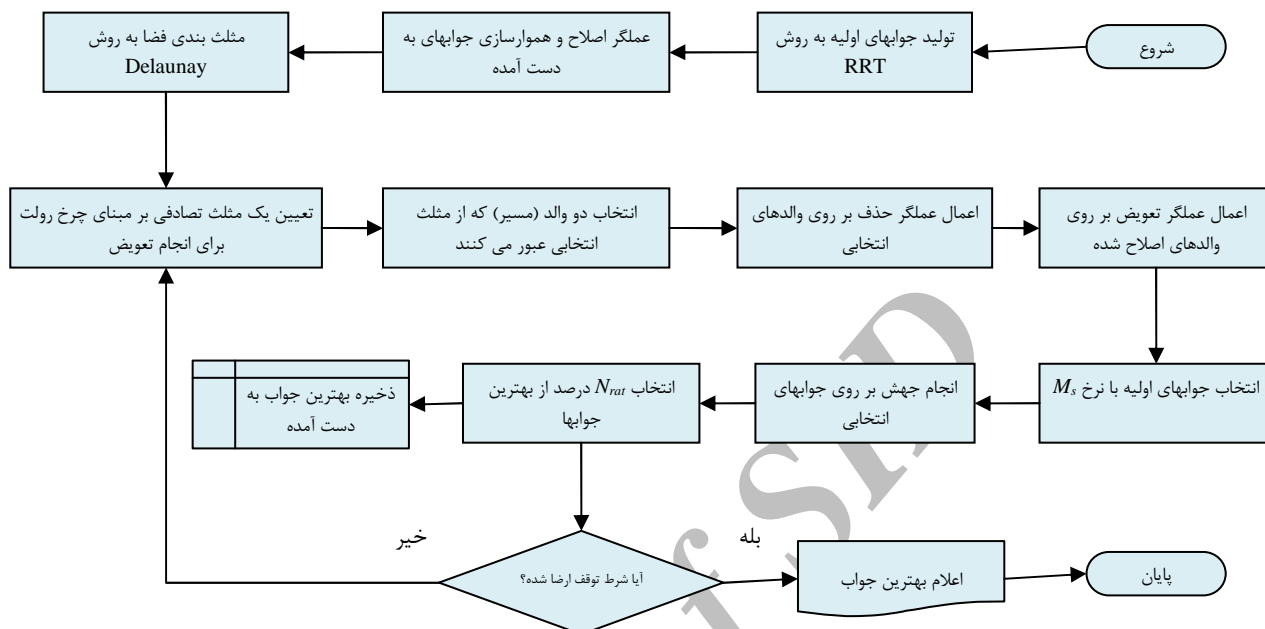 شروع
تولید جوابهای اولیه به روش
RRT
عملگر اصلاح و هموارسازی جوابهای به
دست آمده
مثلث بندی فضا به روش
Delaunay
تعیین یک مثلث تصادفی بر مبنای چرخ رولت
برای انجام تعویض
انتخاب دو والد (مسیر) که از مثلث
انتخابی عبور می کنند
اعمال عملگر حذف بر روی والدهای
انتخابی
اعمال عملگر تعویض بر روی
والدهای اصلاح شده
انتخاب جوابهای اولیه با نرخ Ms
انجام جهش بر روی جوابهای
انتخابی
انتخاب Nrat درصد از بهترین
جوابها
ذخیره بهترین جواب به
دست آمده
آیا شرط توقف ارضا شده؟
خیر
بله
اعلام بهترین جواب
پایان
f SID